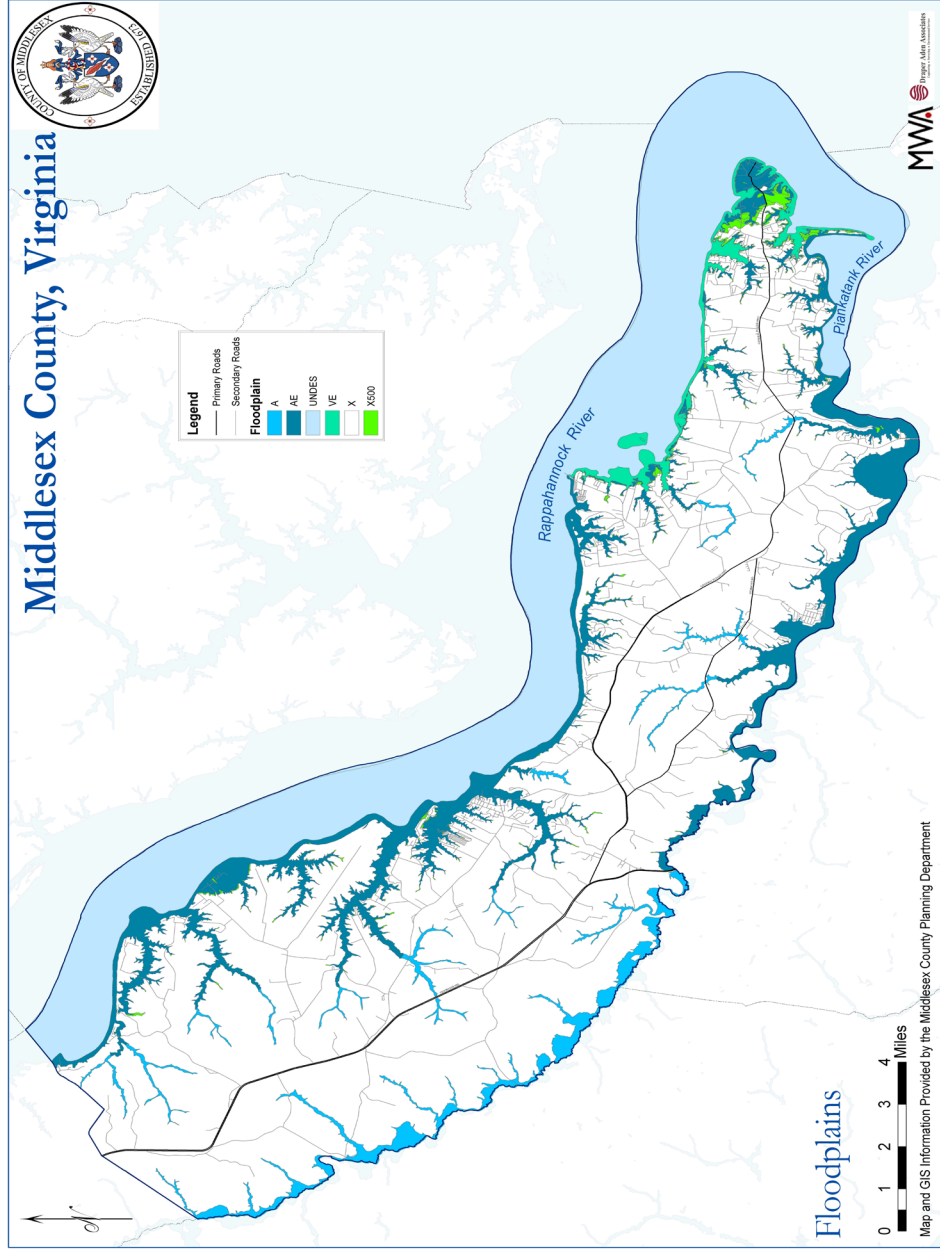 Middlesex County, Virginia
COUNTY OF MIDDLESEX
ESTABLISHED 1673
Legend
Primary Roads
Secondary Roads
Floodplain
A
AE
UNDES
VE
X
X500
Rappahannock River
Piankatank River
N
Floodplains
0 1 2 3 4
Miles
Map and GIS Information Provided by the Middlesex County Planning Department
MWA
Draper Aden Associates